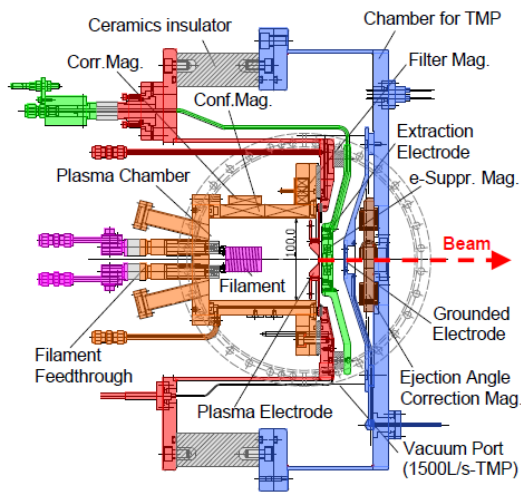 Ceramics insulator
Chamber for TMP
Corr.Mag.
Conf.Mag.
Filter Mag.
Extraction
Electrode
e-Suppr. Mag.
Plasma Chamber
100.0
Beam
Filament
Grounded
Electrode
Filament
Feedthrough
Plasma Electrode
Ejection Angle
Correction Mag.
Vacuum Port
(1500L/s-TMP)